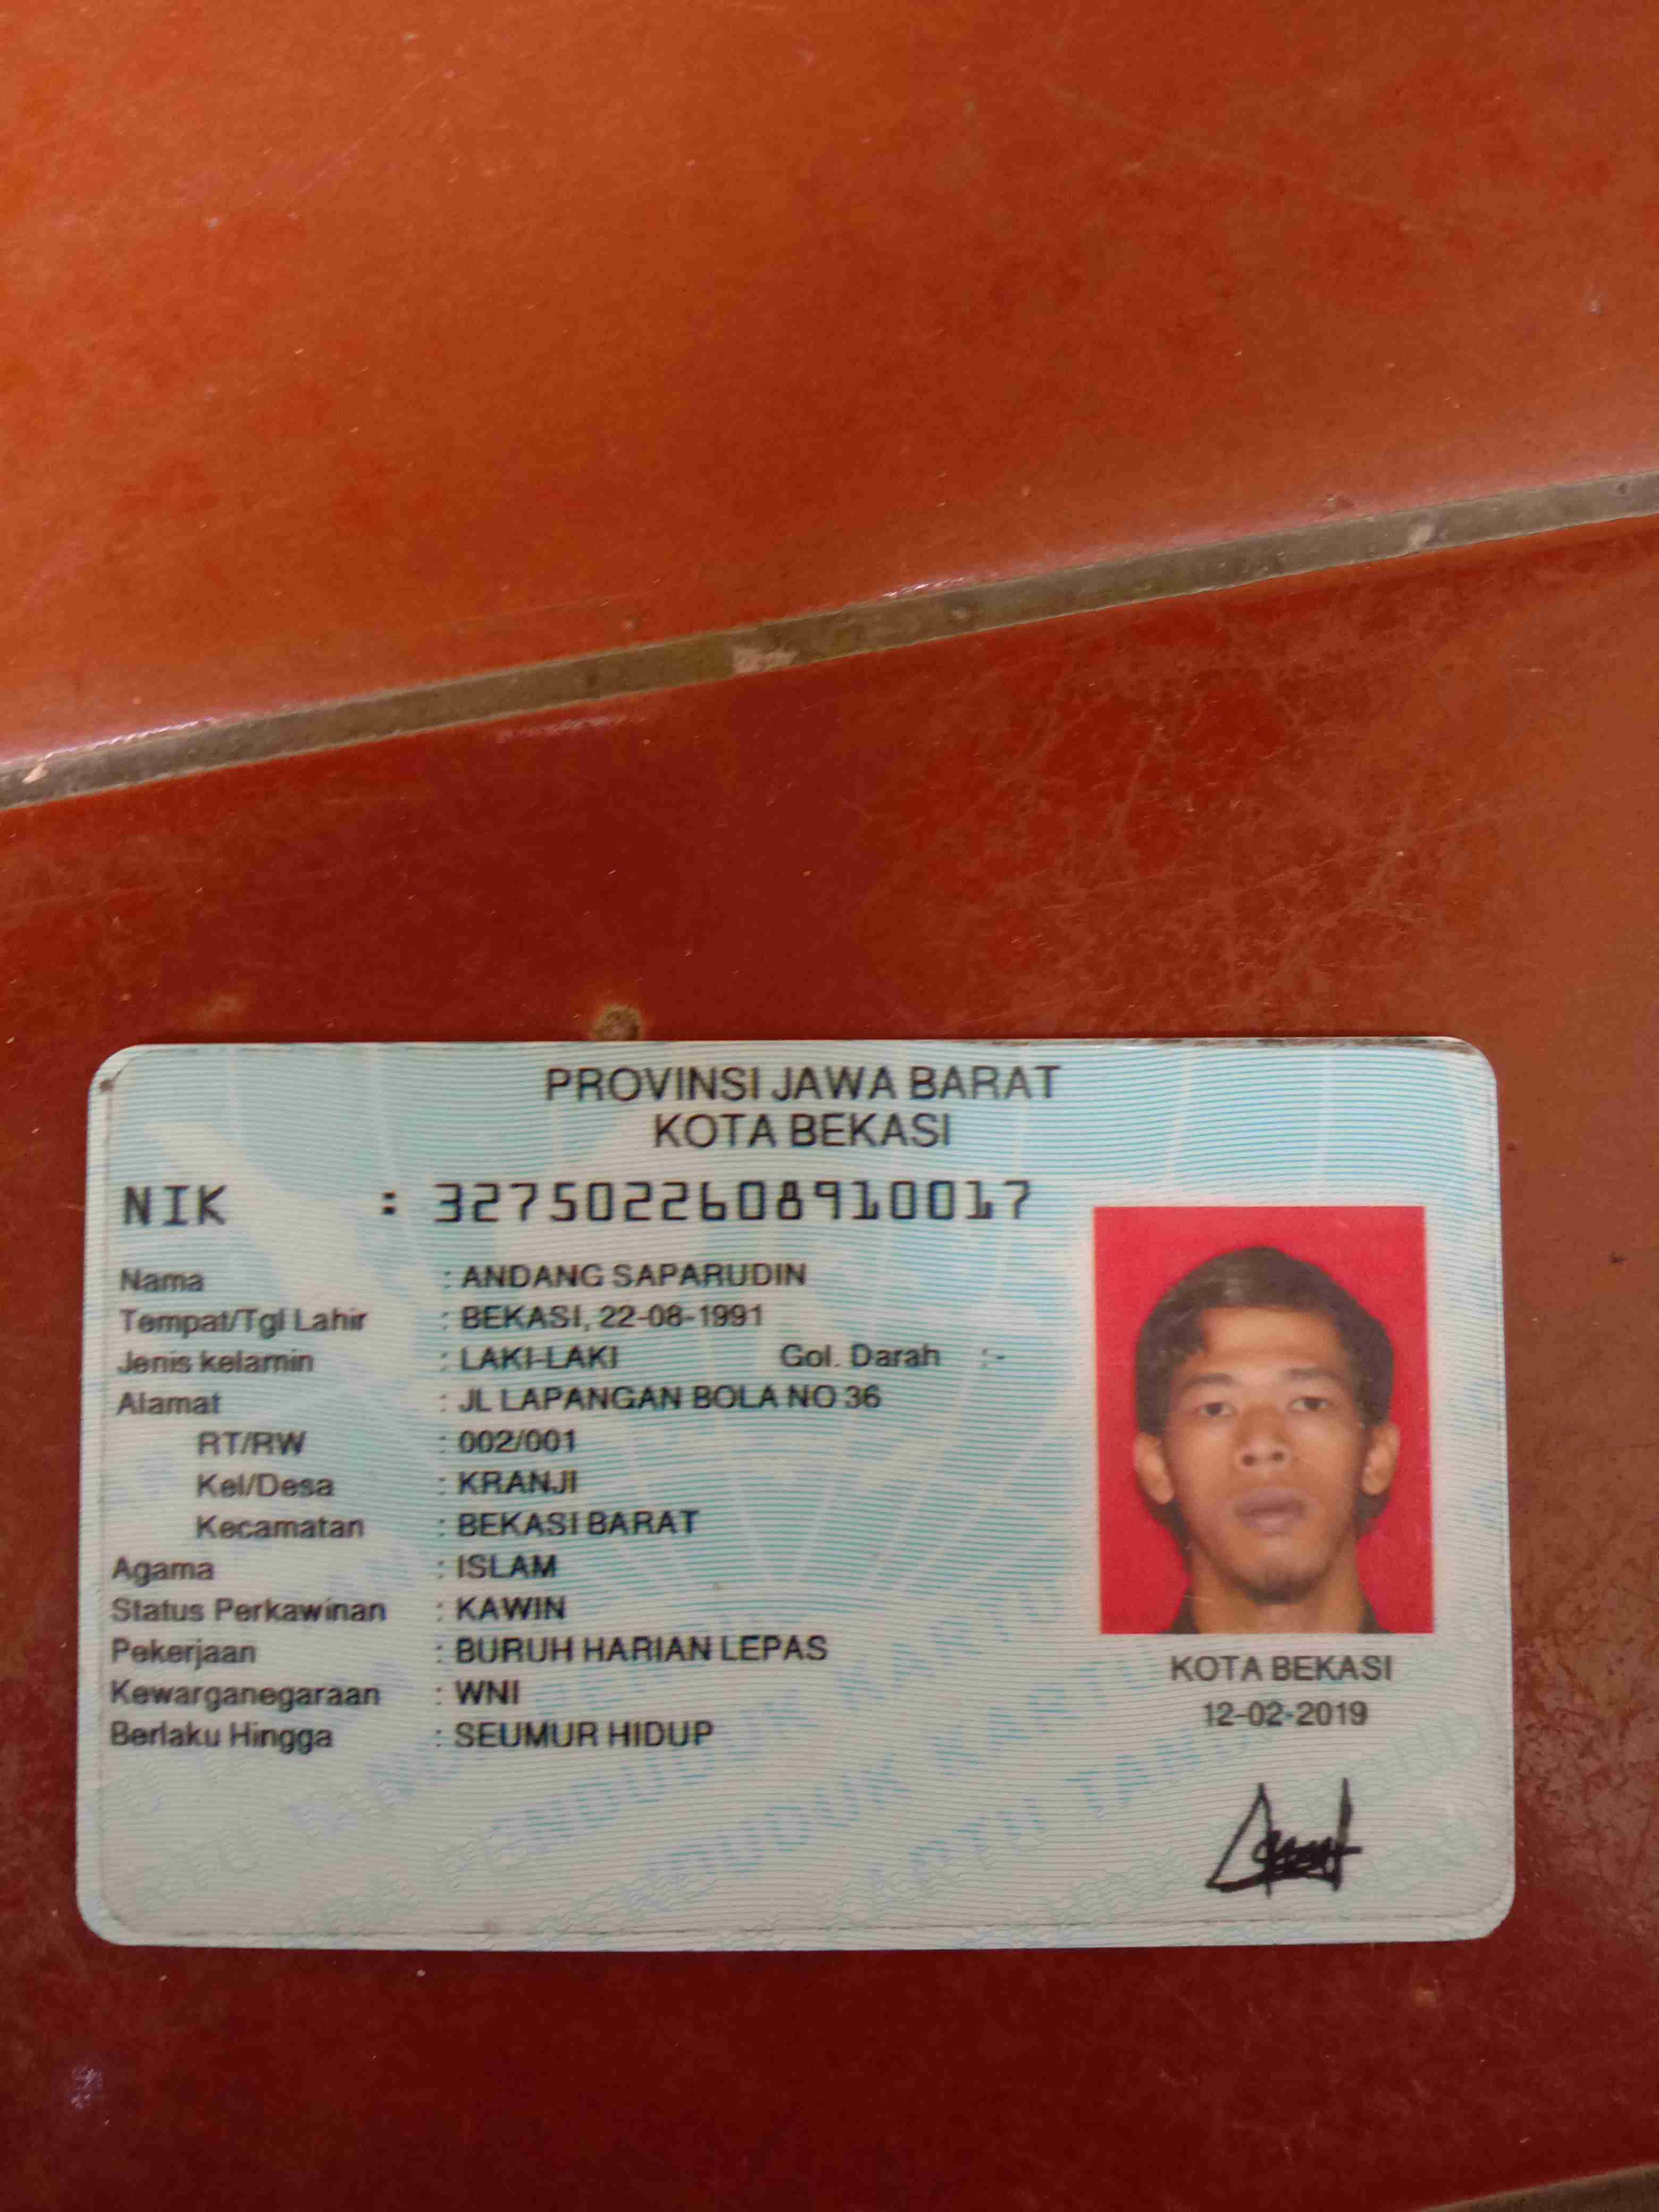 PROVINSI JAWA BARAT
KOTA BEKASI
NIK : 3275022608910017
Nama : ANDANG SAPARUDIN
Tempat/Tgl Lahir : BEKASI, 22-08-1991
Jenis kelamin : LAKI-LAKI Gol. Darah :-
Alamat : JL LAPANGAN BOLA NO 36
RT/RW : 002/001
Kel/Desa : KRANJI
Kecamatan : BEKASI BARAT
Agama : ISLAM
Status Perkawinan : KAWIN
Pekerjaan : BURUH HARIAN LEPAS
Kewarganegaraan : WNI
Berlaku Hingga : SEUMUR HIDUP
KOTA BEKASI
12-02-2019